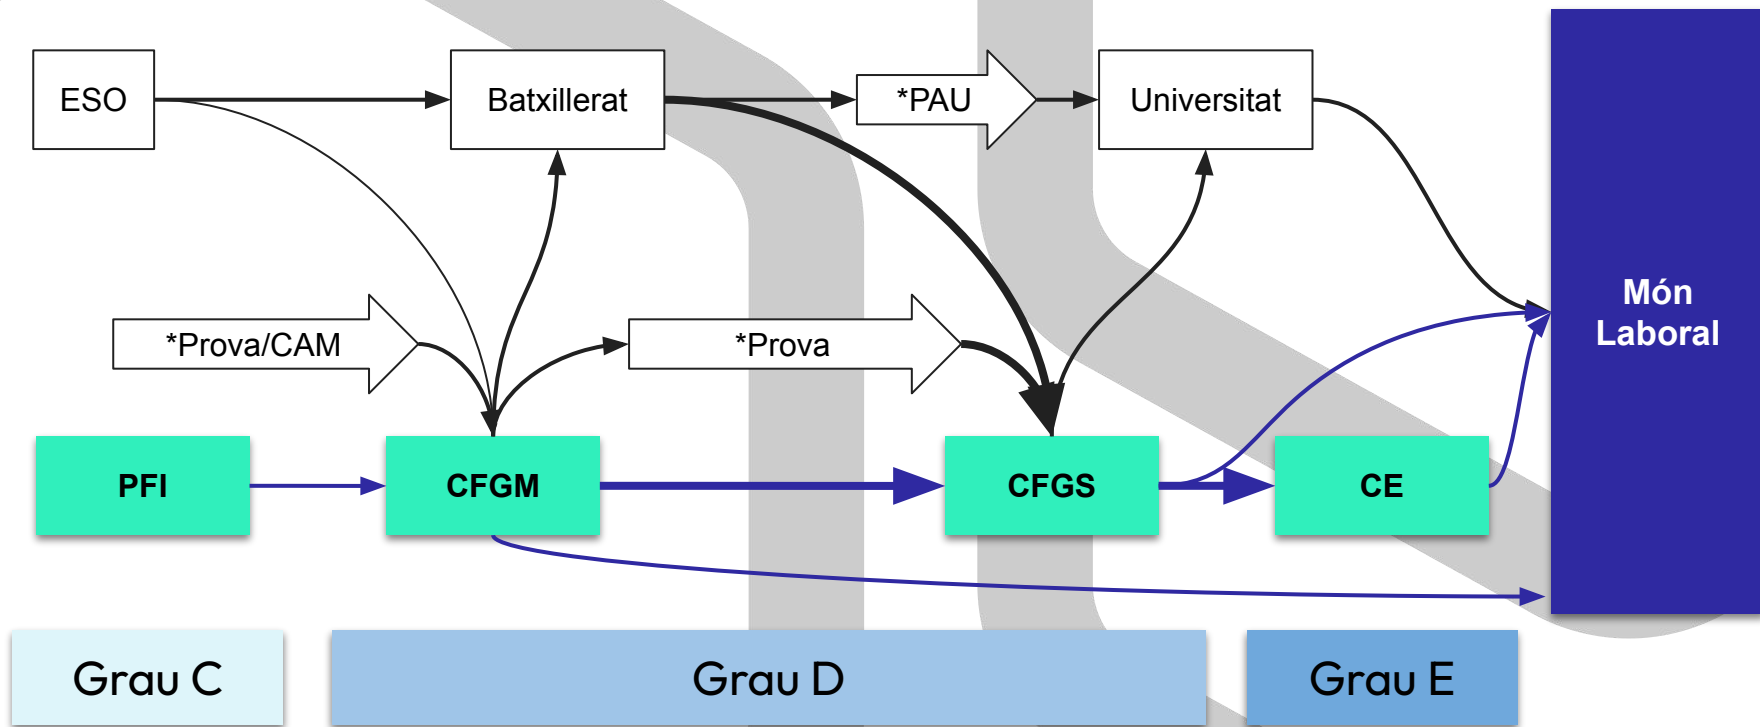 ESO
Batxillerat
*PAU
Universitat
Món
Laboral
*Prova/CAM
*Prova
PFI
CFGM
CFGS
CE
Grau C
Grau D
Grau E